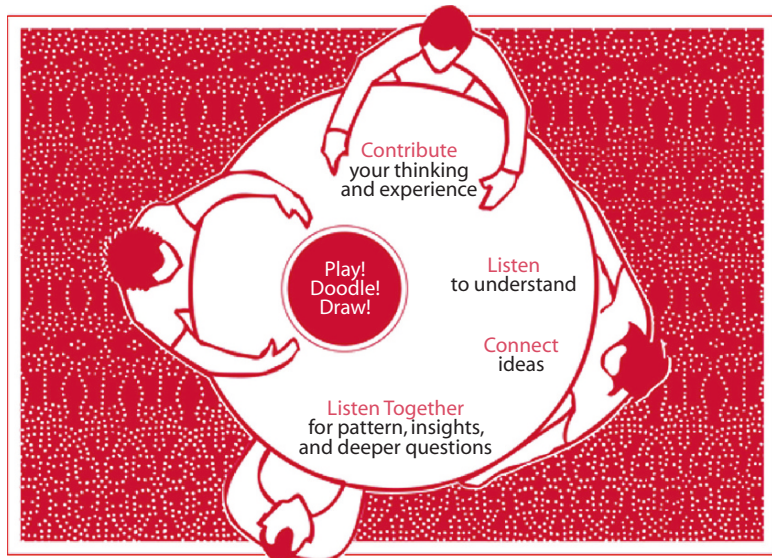 Contribute
your thinking
and experience
Play!
Doodle!
Draw!
Listen
to understand
Connect
ideas
Listen Together
for pattern, insights,
and deeper questions